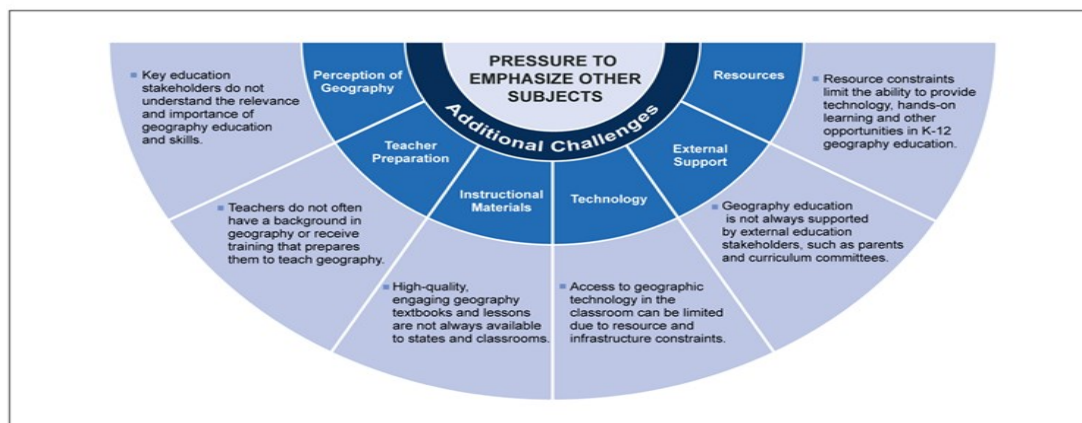 PRESSURE TO
EMPHASIZE OTHER
SUBJECTS
Additional Challenges
Perception of
Geography
Key education
stakeholders do not
understand the relevance
and importance of
geography education
and skills.
Teacher
Preparation
Teachers do not often
have a background in
geography or receive
training that prepares
them to teach geography.
Instructional
Materials
High-quality,
engaging geography
textbooks and lessons
are not always available
to states and classrooms.
Technology
Access to geographic
technology in the
classroom can be limited
due to resource and
infrastructure constraints.
External
Support
Geography education
is not always supported
by external education
stakeholders, such as parents
and curriculum committees.
Resources
Resource constraints
limit the ability to provide
technology, hands-on
learning and other
opportunities in K-12
geography education.